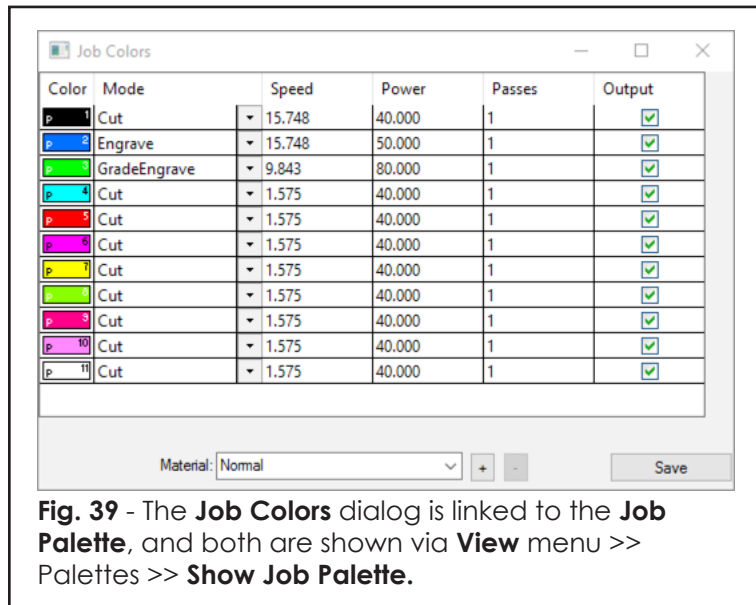 Job Colors
Color Mode Speed Power Passes Output
P 1 Cut 15.748 40.000 1
P 2 Engrave 15.748 50.000 1
P 3 GradeEngrave 9.843 80.000 1
P 4 Cut 1.575 40.000 1
P 5 Cut 1.575 40.000 1
P 6 Cut 1.575 40.000 1
P 7 Cut 1.575 40.000 1
P 8 Cut 1.575 40.000 1
P 9 Cut 1.575 40.000 1
P 10 Cut 1.575 40.000 1
P 11 Cut 1.575 40.000 1
Material: Normal + - Save
Fig. 39 - The Job Colors dialog is linked to the Job
Palette, and both are shown via View menu >>
Palettes >> Show Job Palette.